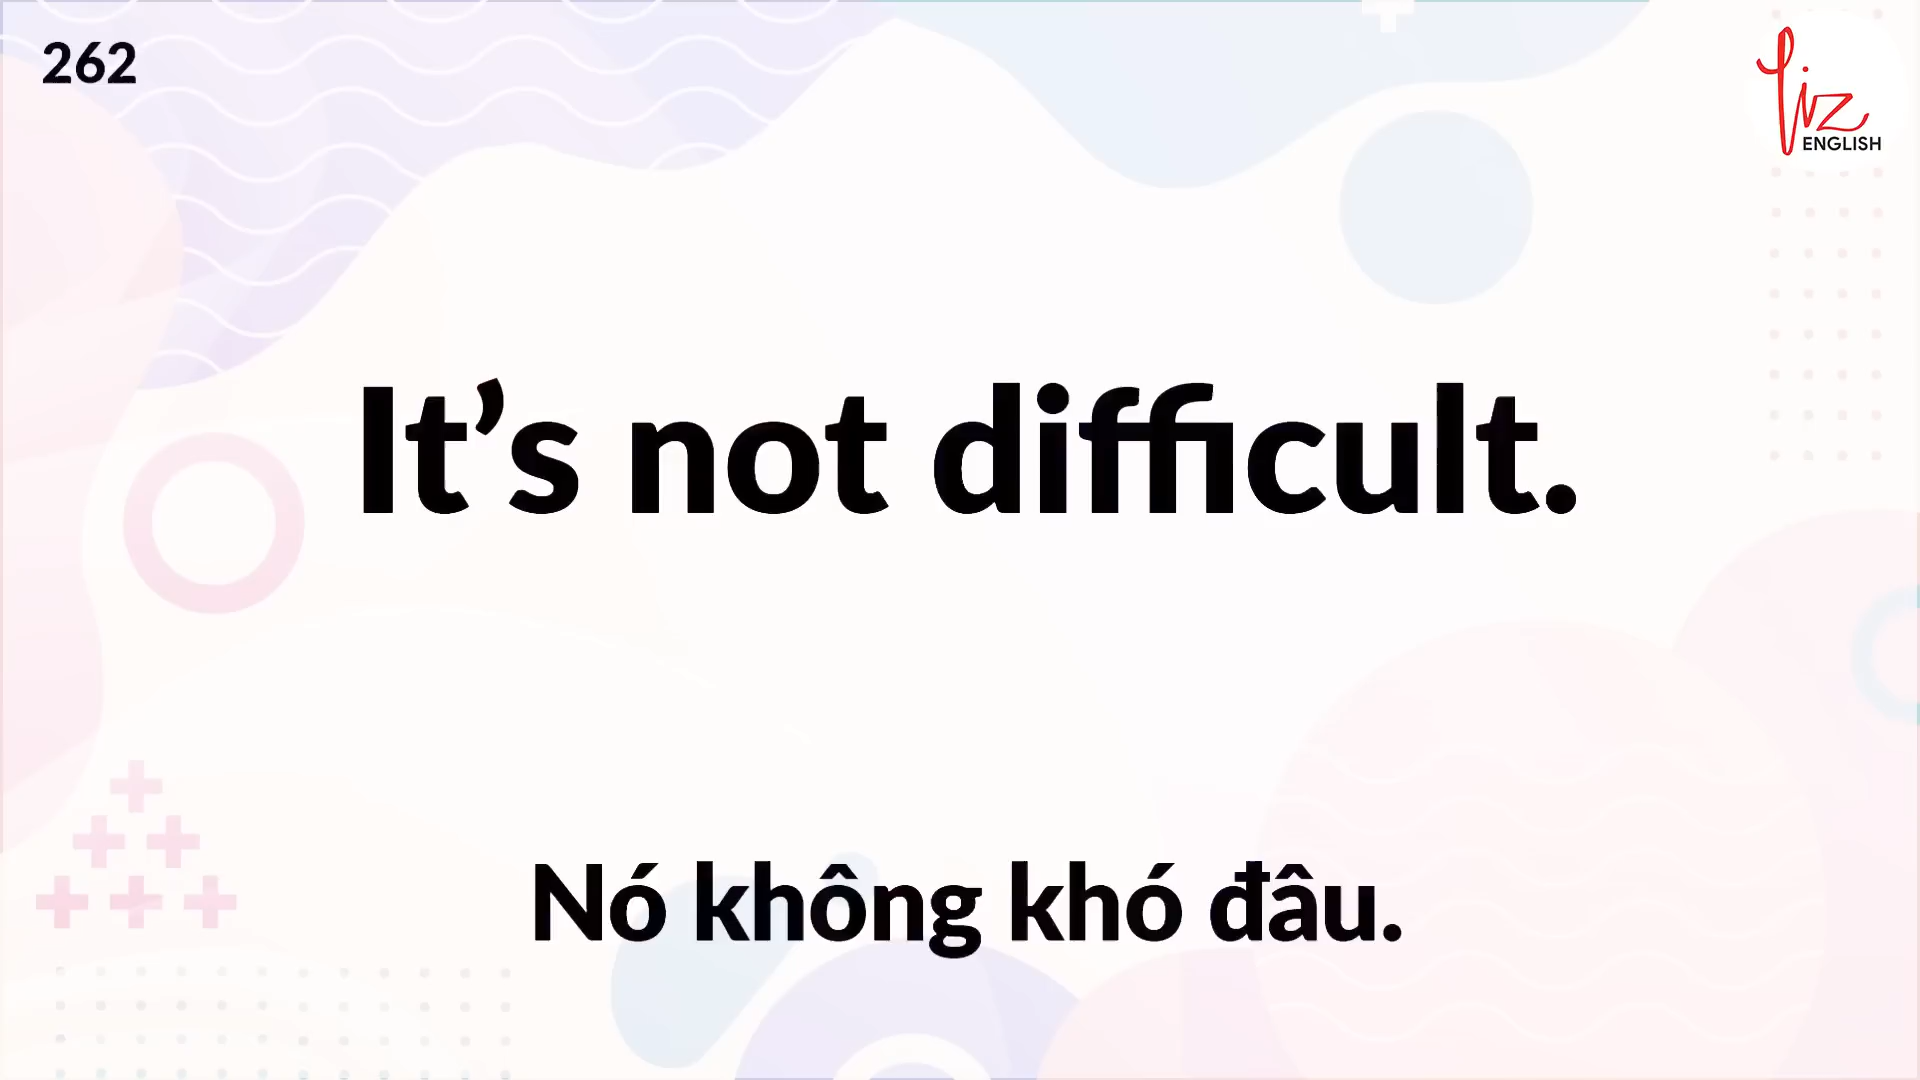 262
Liz
ENGLISH
It’s not difficult.
Nó không khó đâu.